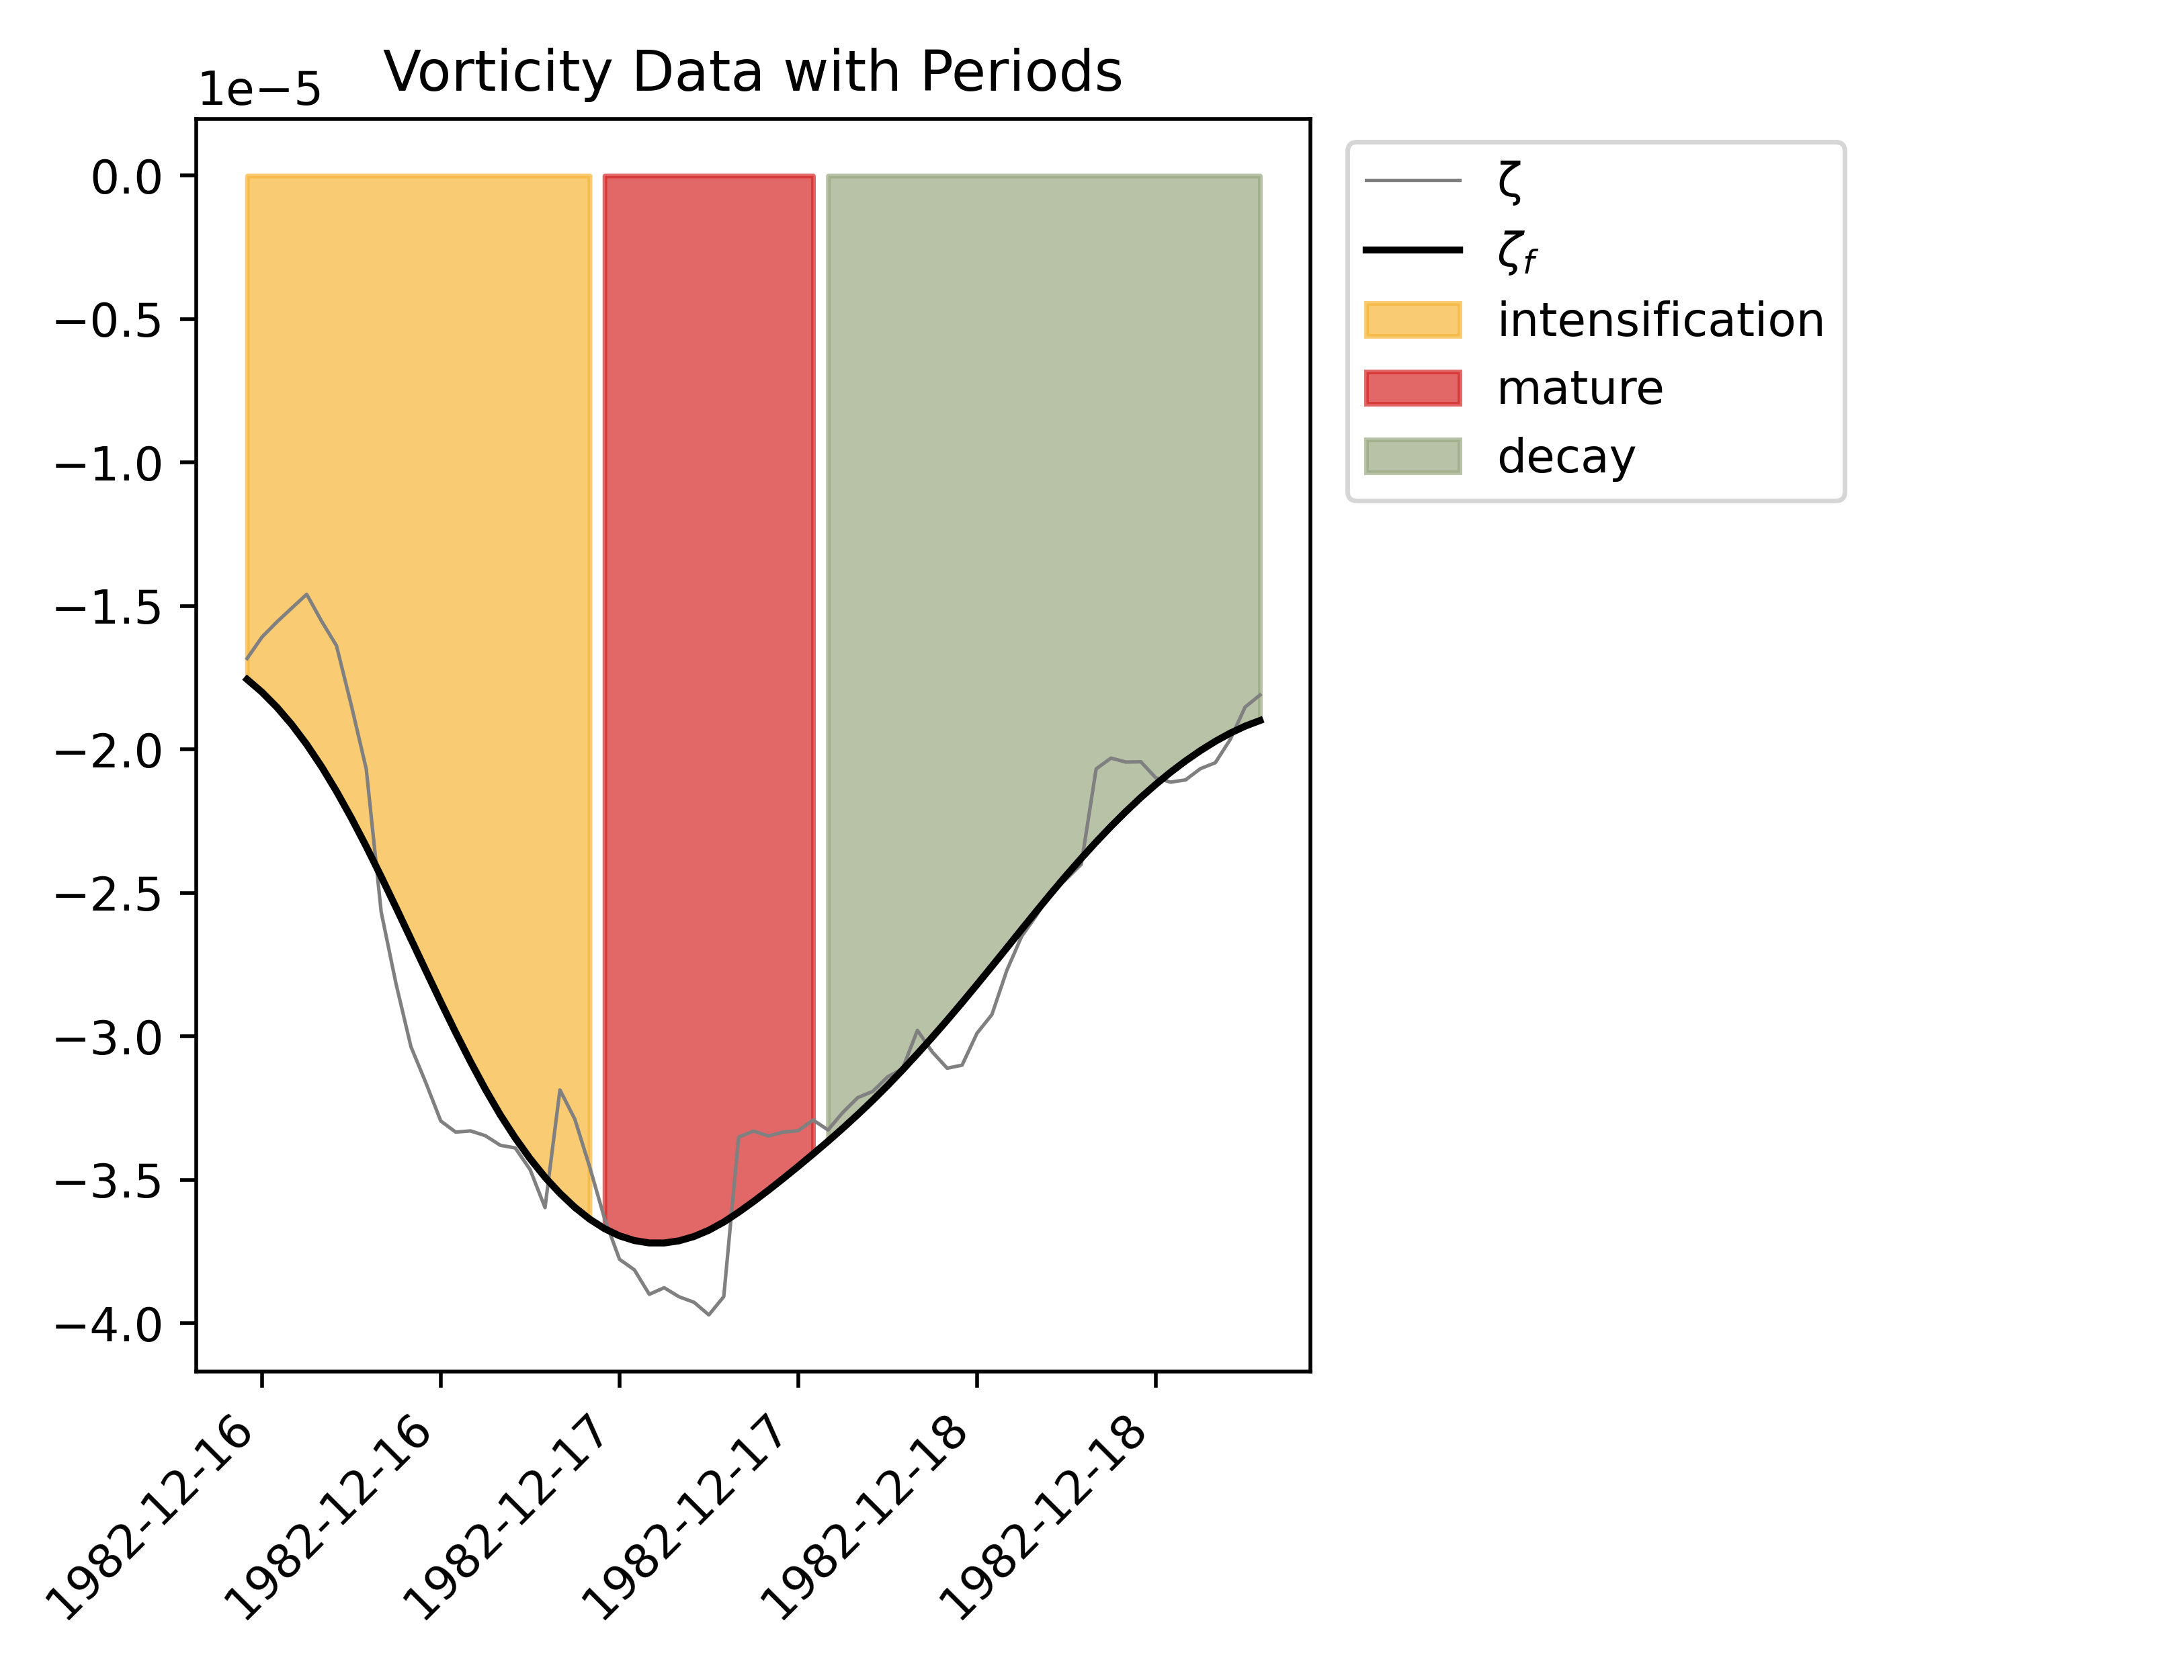 Vorticity Data with Periods
1e−5
0.0
−0.5
−1.0
−1.5
−2.0
−2.5
−3.0
−3.5
−4.0
1982-12-16
1982-12-16
1982-12-17
1982-12-17
1982-12-18
1982-12-18
ζ
ζf
intensification
mature
decay